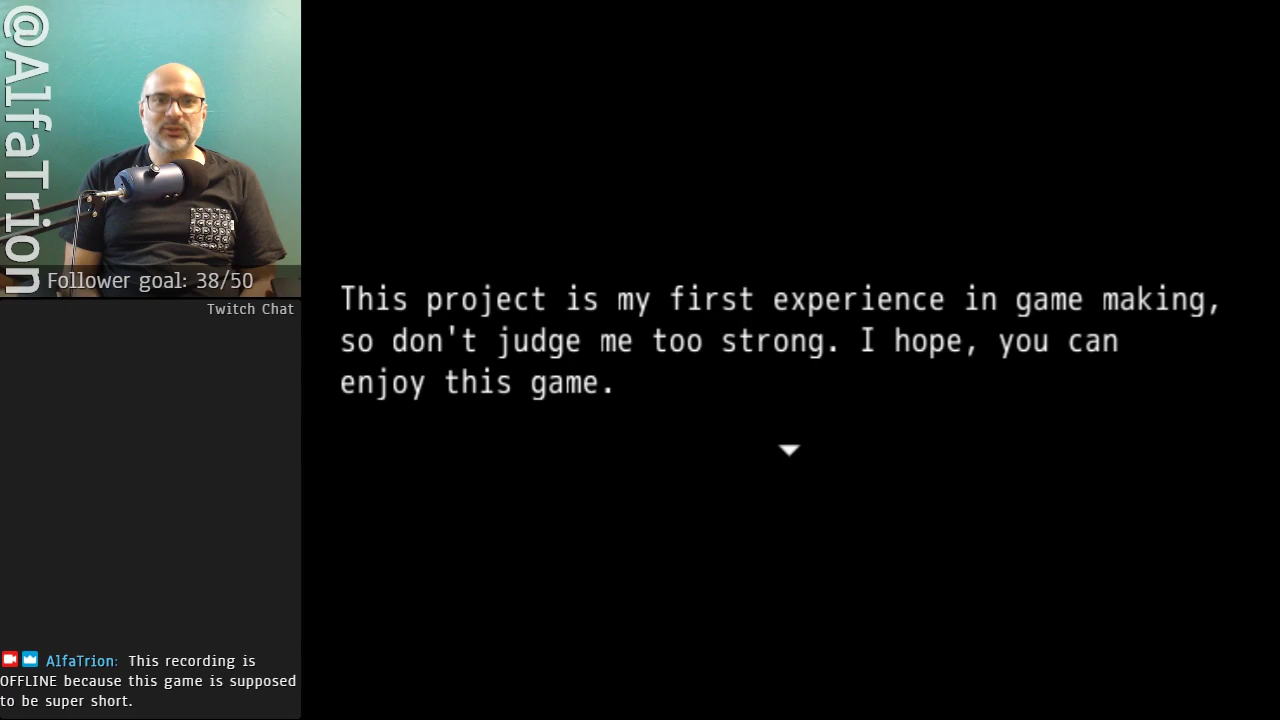 @AlfaTrion
Follower goal: 38/50
Twitch Chat
AlfaTrion: This recording is
OFFLINE because this game is supposed
to be super short.
This project is my first experience in game making,
so don't judge me too strong. I hope, you can
enjoy this game.